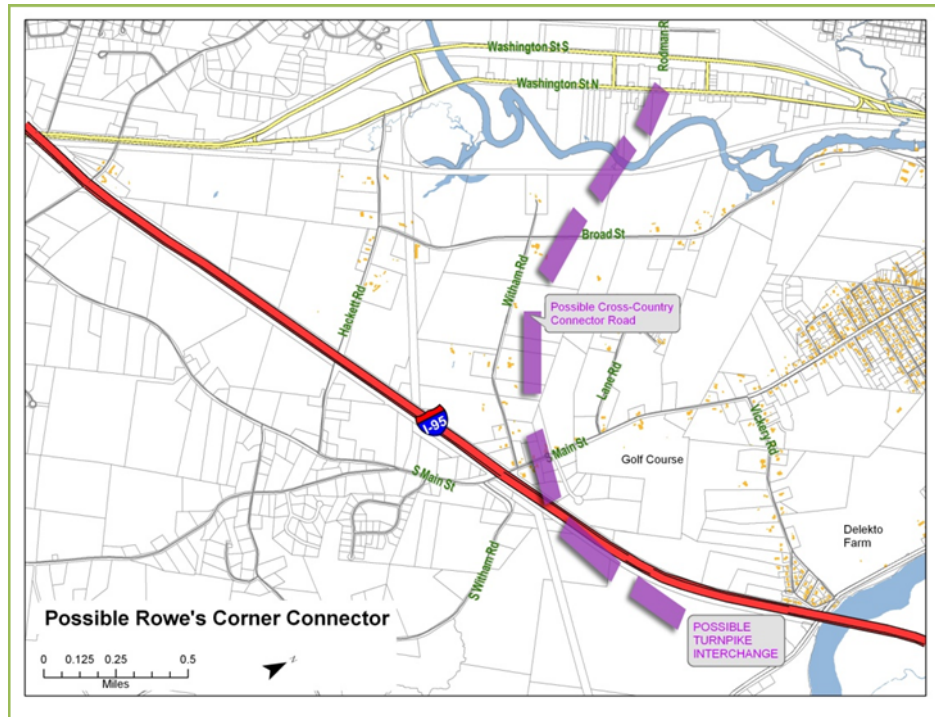 Washington St S
Rodman R
Washington St N
Broad St
Witham Rd
Hackett Rd
Possible Cross-Country
Connector Road
Lane Rd
Vickery Rd
I-95
S Main St
Golf Course
S Main St
Delekto
Farm
S Witham Rd
Possible Rowe's Corner Connector
POSSIBLE
TURNPIKE
INTERCHANGE
0 0.125 0.25 0.5
Miles
z